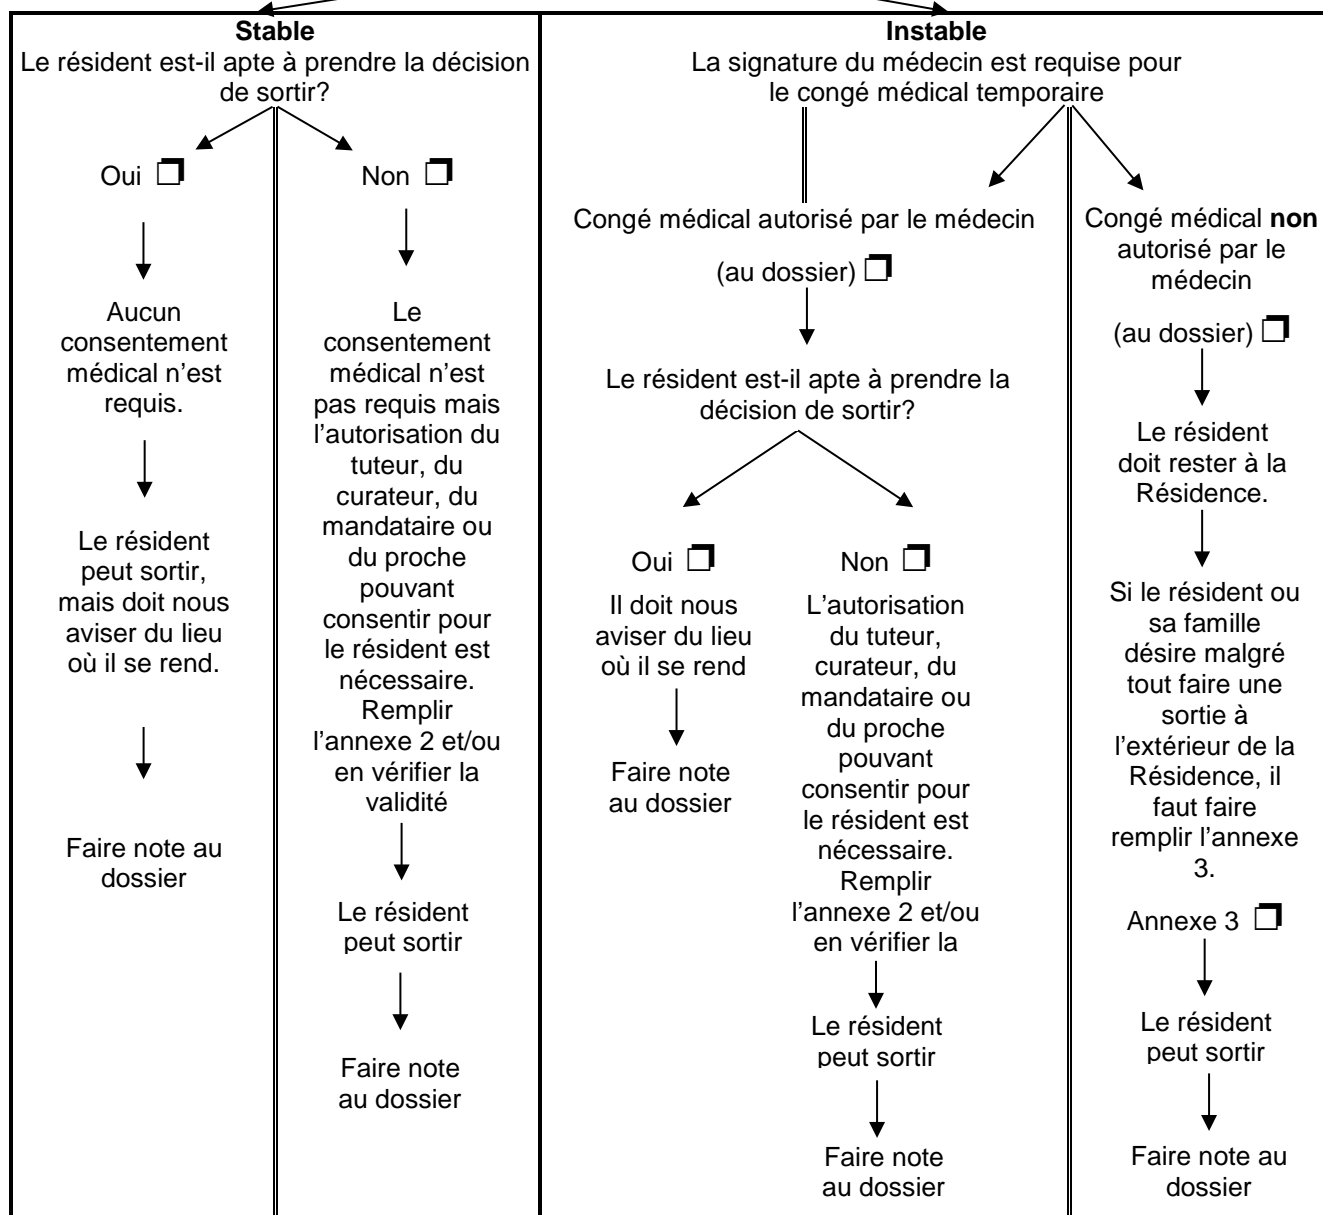 Stable
Le résident est-il apte à prendre la décision
de sortir?
Oui
Aucun
consentement
médical n’est
requis.
Le résident
peut sortir,
mais doit nous
aviser du lieu
où il se rend.
Faire note au
dossier
Non
Le
consentement
médical n’est
pas requis mais
l’autorisation du
tuteur, du
curateur, du
mandataire ou
du proche
pouvant
consentir pour
le résident est
nécessaire.
Remplir
l’annexe 2 et/ou
en vérifier la
validité
Le résident
peut sortir
Faire note
au dossier
Instable
La signature du médecin est requise pour
le congé médical temporaire
Congé médical autorisé par le médecin
(au dossier)
Le résident est-il apte à prendre la
décision de sortir?
Oui
Il doit nous
aviser du lieu
où il se rend
Faire note
au dossier
Non
L’autorisation
du tuteur,
curateur, du
mandataire ou
du proche
pouvant
consentir pour
le résident est
nécessaire.
Remplir
l’annexe 2 et/ou
en vérifier la
Le résident
peut sortir
Faire note
au dossier
Congé médical non
autorisé par le
médecin
(au dossier)
Le résident
doit rester à la
Résidence.
Si le résident ou
sa famille
désire malgré
tout faire une
sortie à
l’extérieur de la
Résidence, il
faut faire
remplir l’annexe
3.
Annexe 3
Le résident
peut sortir
Faire note au
dossier